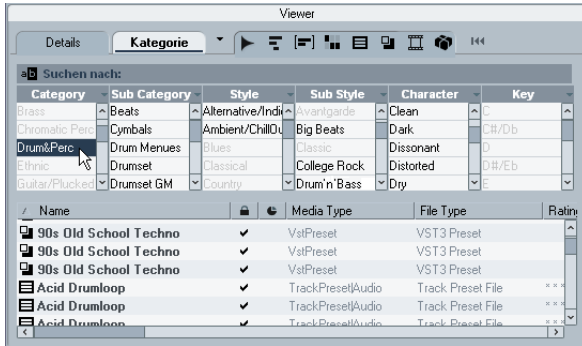 Viewer
Details Kategorie
Suchen nach:
Category Sub Category Style Sub Style Character Key
Brass Beats Alternative/Indi Avantgarde Clean C
Chromatic Perc Cymbals Ambient/ChillOu Big Beats Dark C#/Db
Drum&Perc Drum Menues Blues Classic Dissonant D
Ethnic Drumset Classical College Rock Distorted D#/Eb
Guitar/Plucked Drumset GM Country Drum'n'Bass Dry E
Name Media Type File Type Rating
90s Old School Techno VstPreset VST3 Preset
90s Old School Techno VstPreset VST3 Preset
90s Old School Techno VstPreset VST3 Preset
Acid Drumloop TrackPreset|Audio Track Preset File
Acid Drumloop TrackPreset|Audio Track Preset File